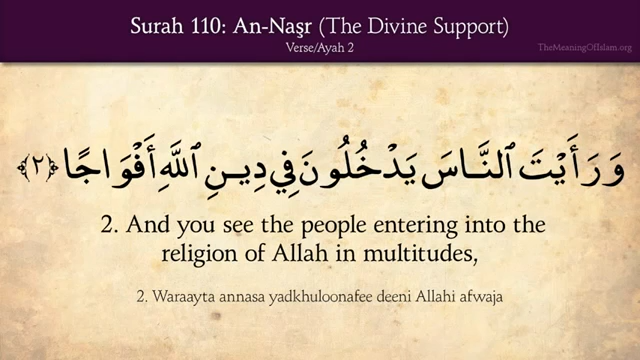 Surah 110: An-Naşr (The Divine Support)
Verse/Ayah 2
TheMeaningOfIslam.org
وَرَأَيْتَ ٱلنَّاسَ يَدْخُلُونَ فِي دِينِ ٱللَّهِ أَفْوَاجًا ﴿٢﴾
2. And you see the people entering into the
religion of Allah in multitudes,
2. Waraayta annasa yadkhuloonafee deeni Allahi afwaja